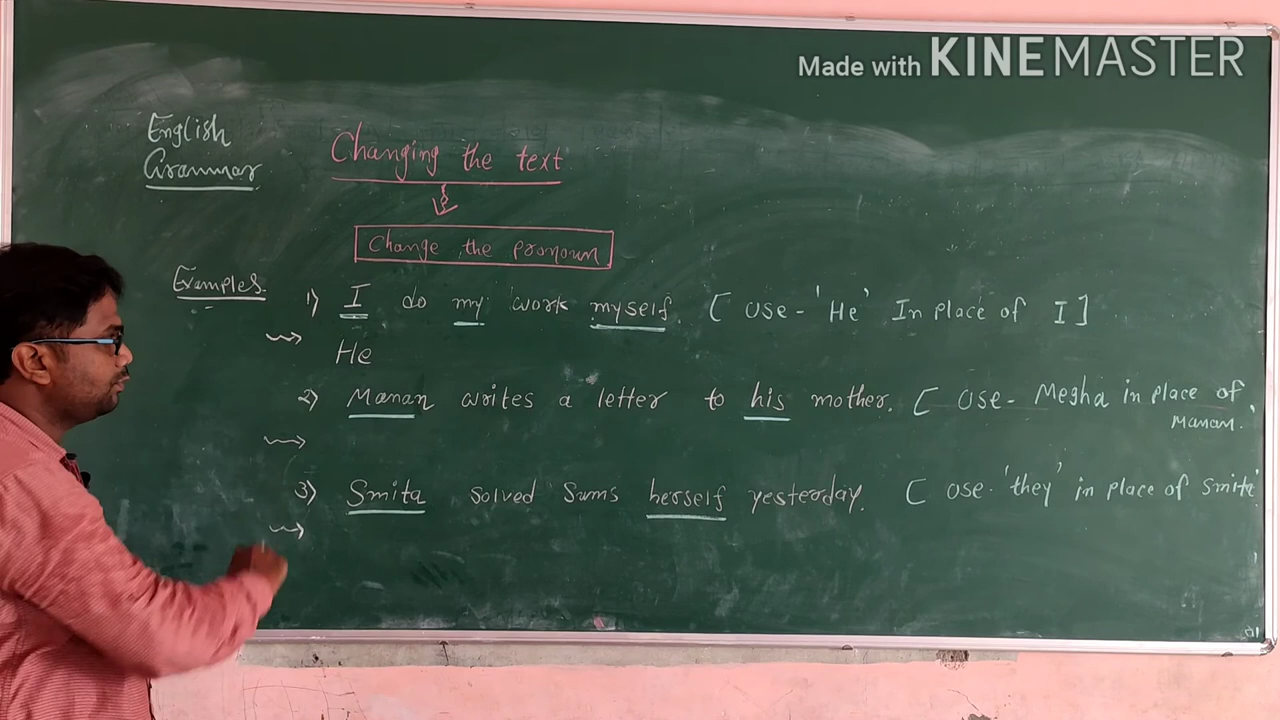 Made with KINEMASTER
English
Grammar
Changing the text
Change the pronoun
Examples
1) I do my work myself. [ Use - 'He' In place of I ]
He
2) Manan writes a letter to his mother. [ Use - Megha in place of
Manan.
3) Smita solved sums herself yesterday. [ Use. 'they' in place of Smita